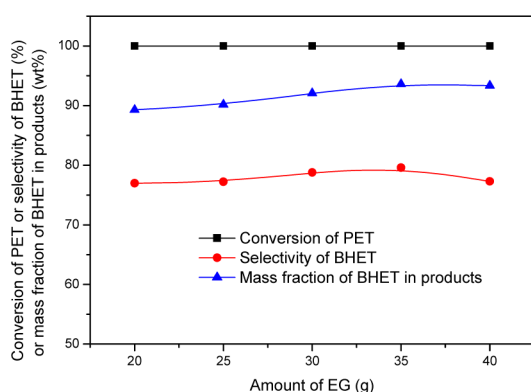 Conversion of PET or selectivity of BHET (%)
or mass fraction of BHET in products (wt%)
100
90
80
70
60
50
Conversion of PET
Selectivity of BHET
Mass fraction of BHET in products
20 25 30 35 40
Amount of EG (g)